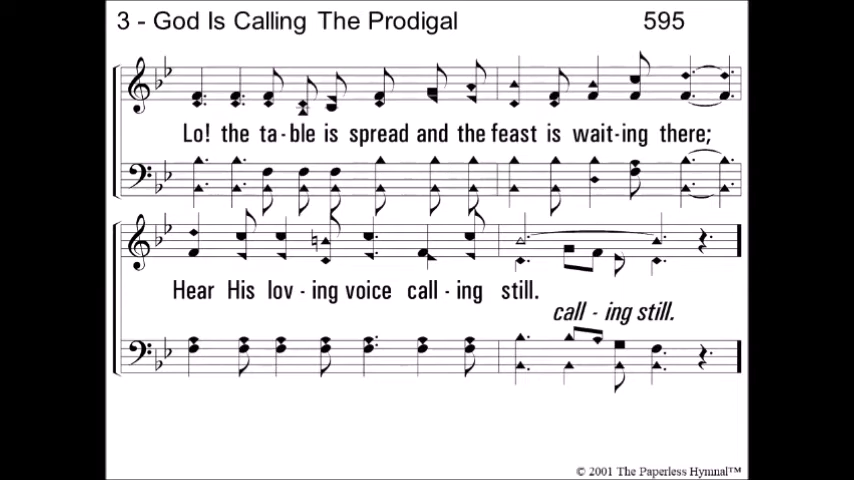 3 - God Is Calling The Prodigal 595
Lo! the ta - ble is spread and the feast is wait - ing there;
Hear His lov - ing voice call - ing still.
call - ing still.
© 2001 The Paperless Hymnal™